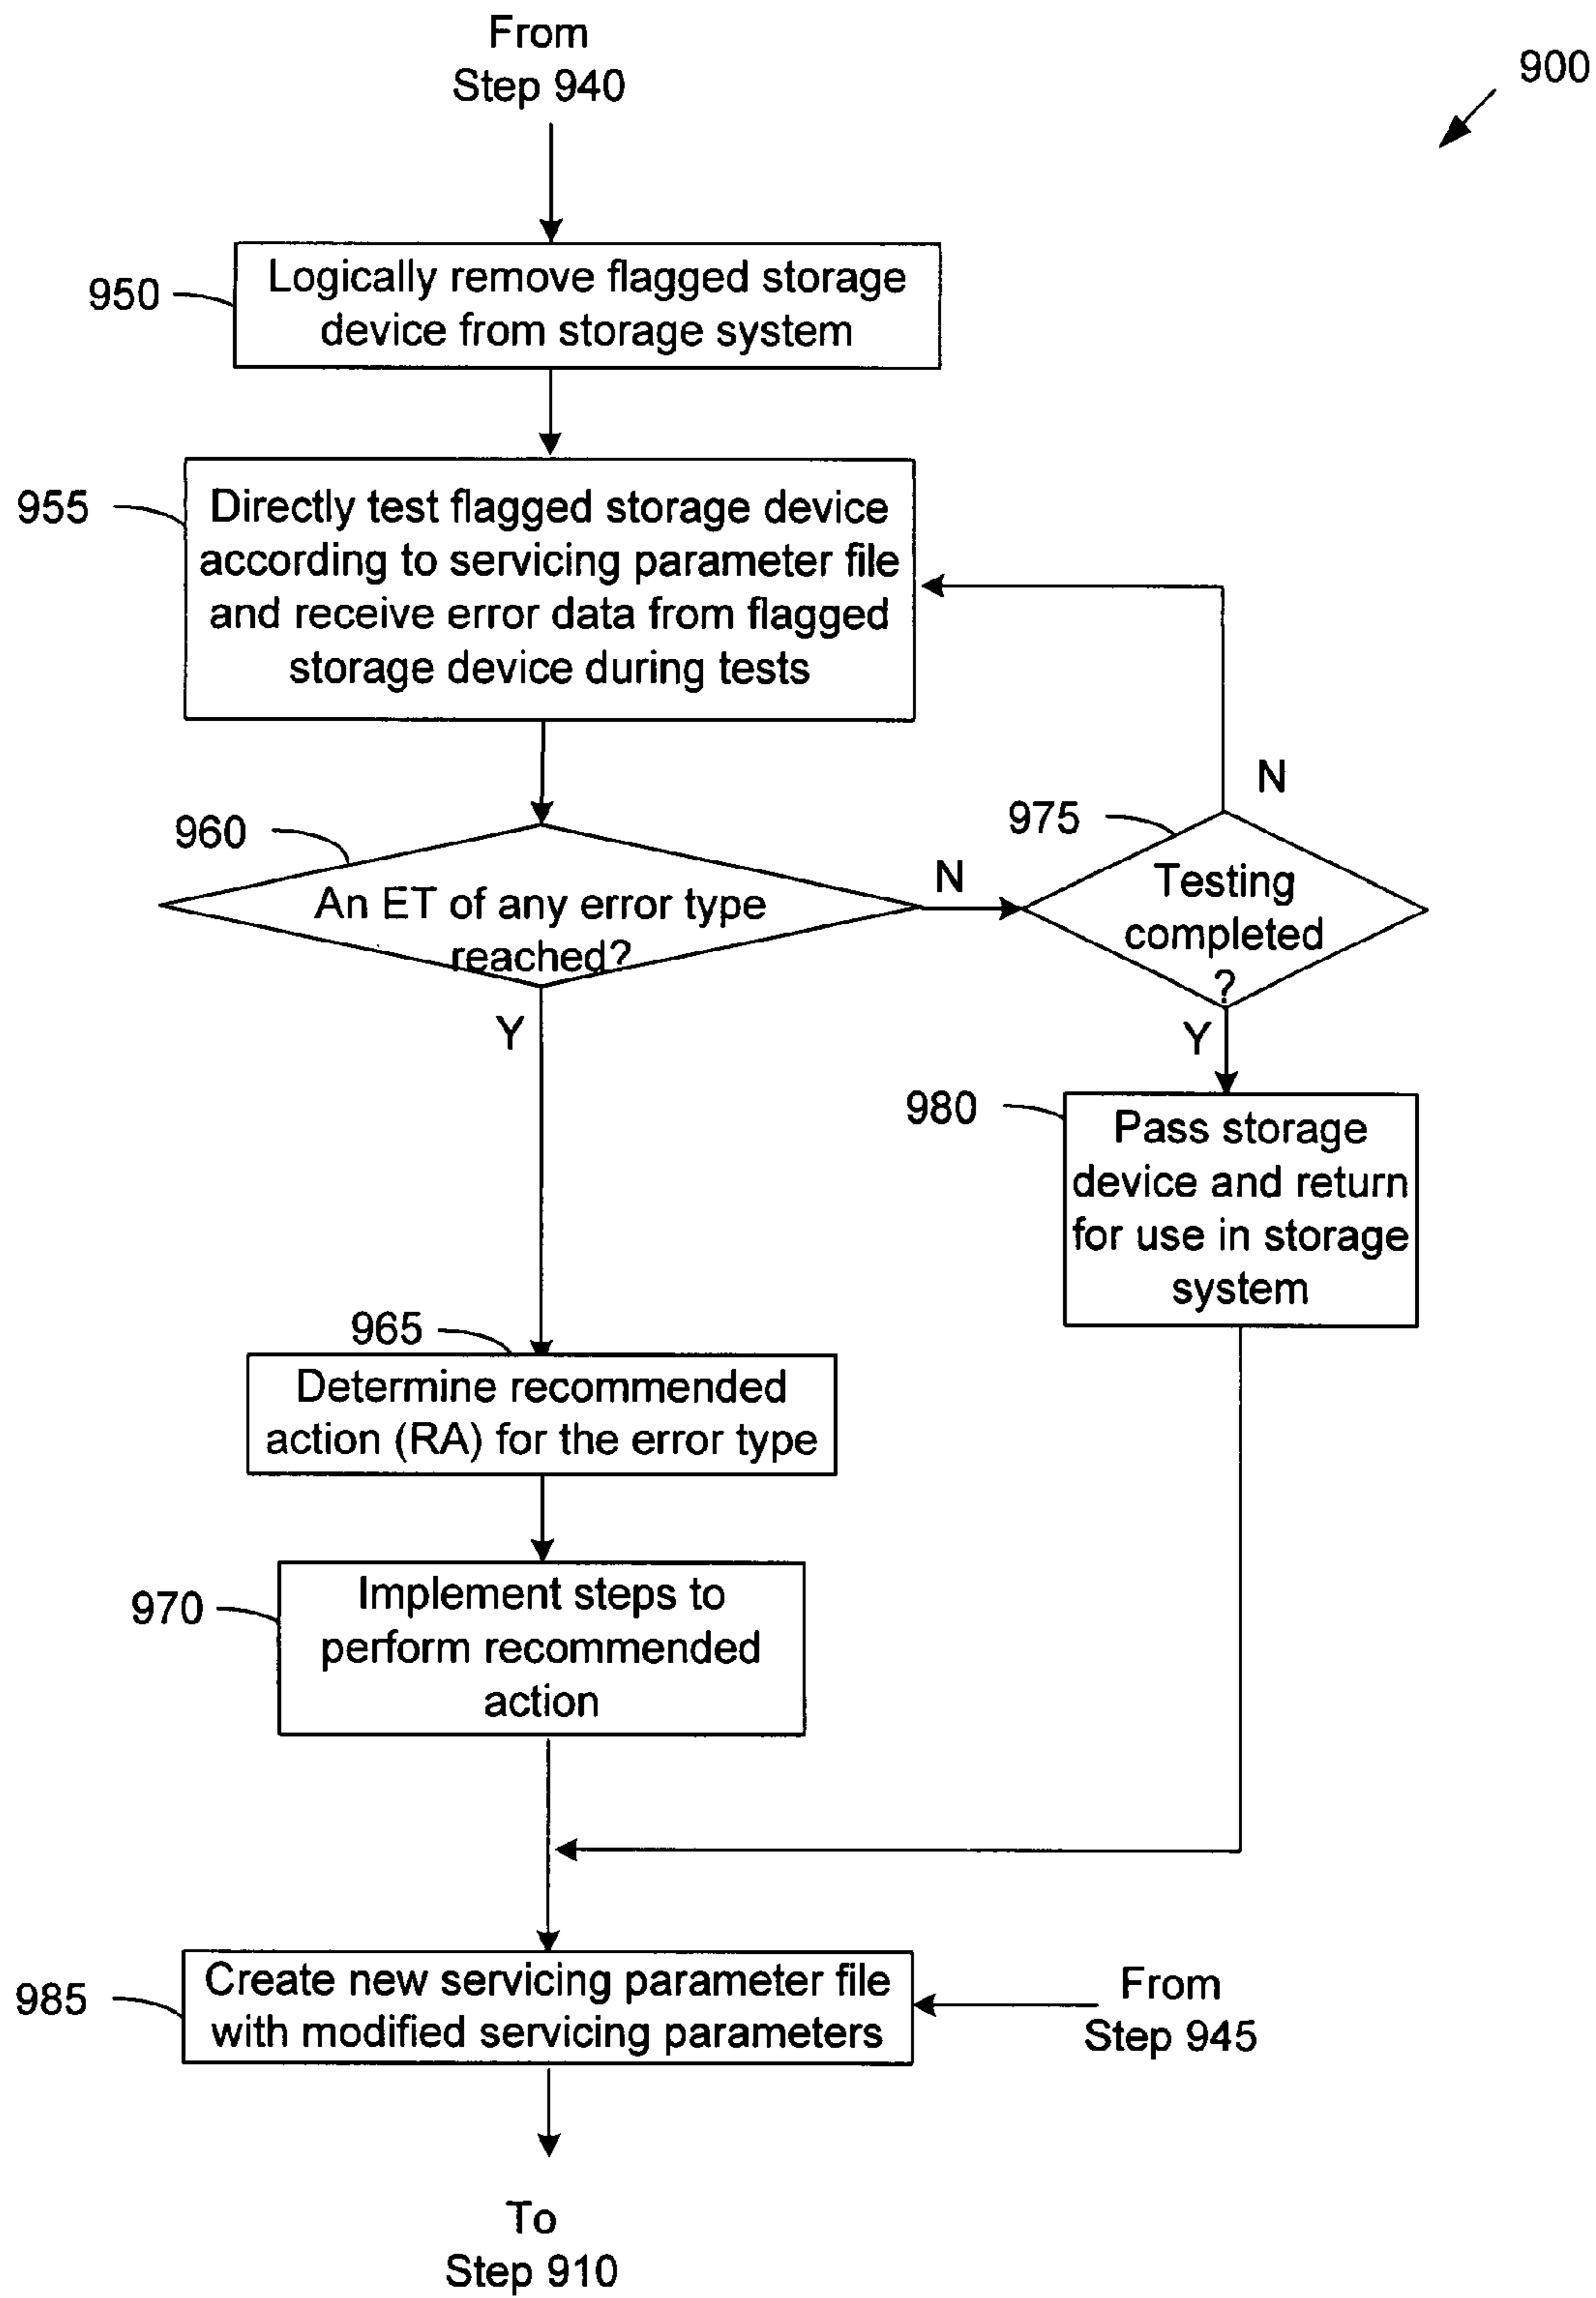 From
Step 940
900
950
Logically remove flagged storage
device from storage system
955
Directly test flagged storage device
according to servicing parameter file
and receive error data from flagged
storage device during tests
N
960
An ET of any error type
reached?
N
975
Testing
completed
?
Y
Y
980
Pass storage
device and return
for use in storage
system
965
Determine recommended
action (RA) for the error type
970
Implement steps to
perform recommended
action
985
Create new servicing parameter file
with modified servicing parameters
From
Step 945
To
Step 910